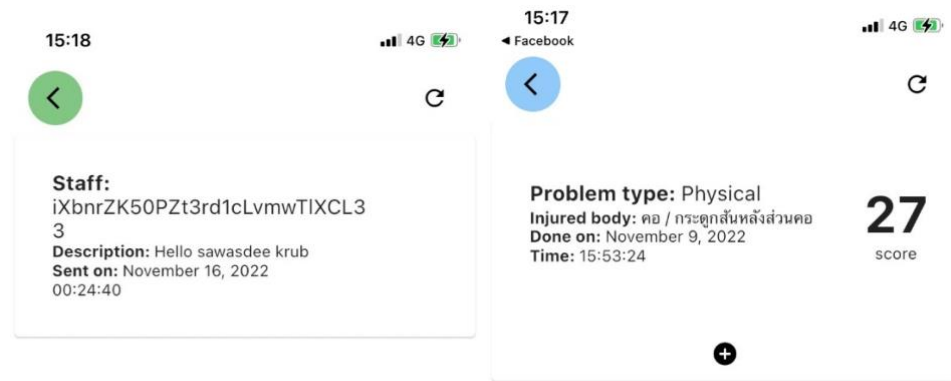 15:18
4G
Staff:
iXbnrZK50PZt3rd1cLvmwTIXCL3
3
Description: Hello sawasdee krub
Sent on: November 16, 2022
00:24:40
15:17
◀ Facebook
4G
Problem type: Physical
Injured body: คอ / กระดูกสันหลังส่วนคอ
Done on: November 9, 2022
Time: 15:53:24
27
score